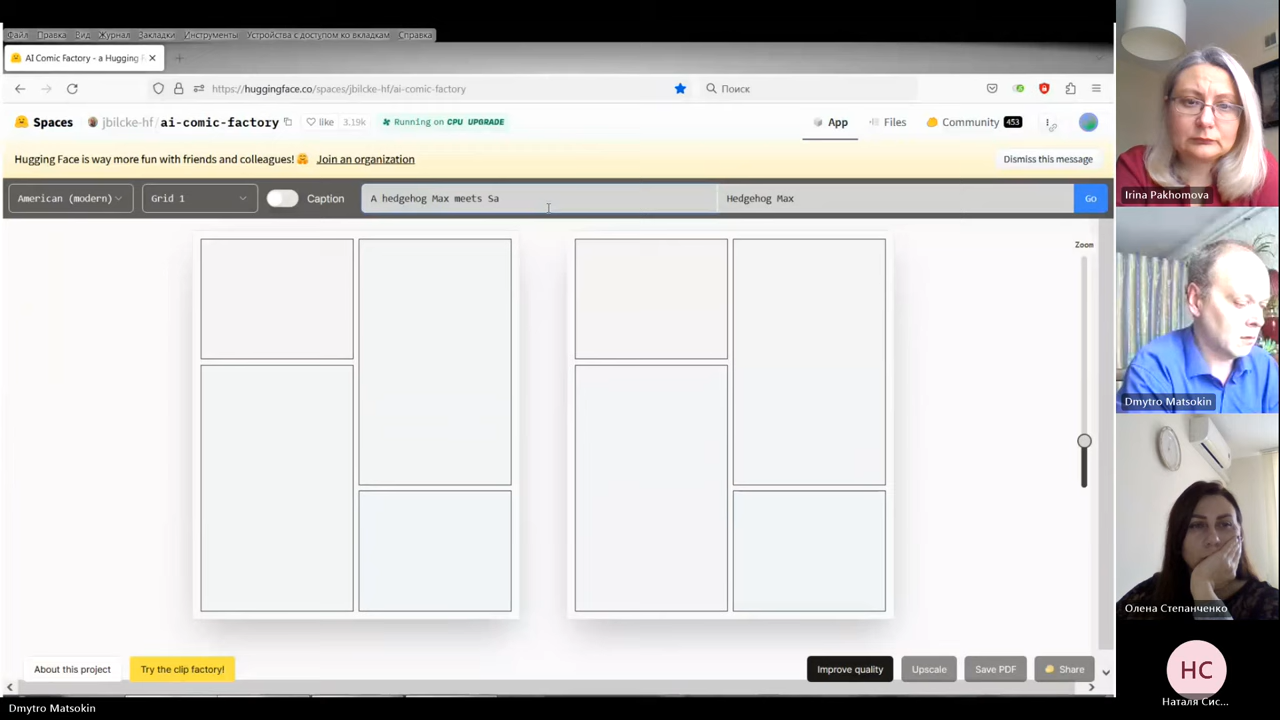 Файл Правка Вид Журнал Закладки Инструменты Устройства с доступом ко вкладкам Справка
AI Comic Factory - a Hugging F
https://huggingface.co/spaces/jbilcke-hf/ai-comic-factory
Поиск
Spaces jbilcke-hf/ai-comic-factory like 3.19k Running on CPU UPGRADE App Files Community 453
Hugging Face is way more fun with friends and colleagues! Join an organization Dismiss this message
American (modern) Grid 1 Caption A hedgehog Max meets Sa Hedgehog Max Go
Zoom
About this project Try the clip factory! Improve quality Upscale Save PDF Share
Dmytro Matsokin
Irina Pakhomova
Dmytro Matsokin
Олена Степанченко
НС
Наталя Сис...